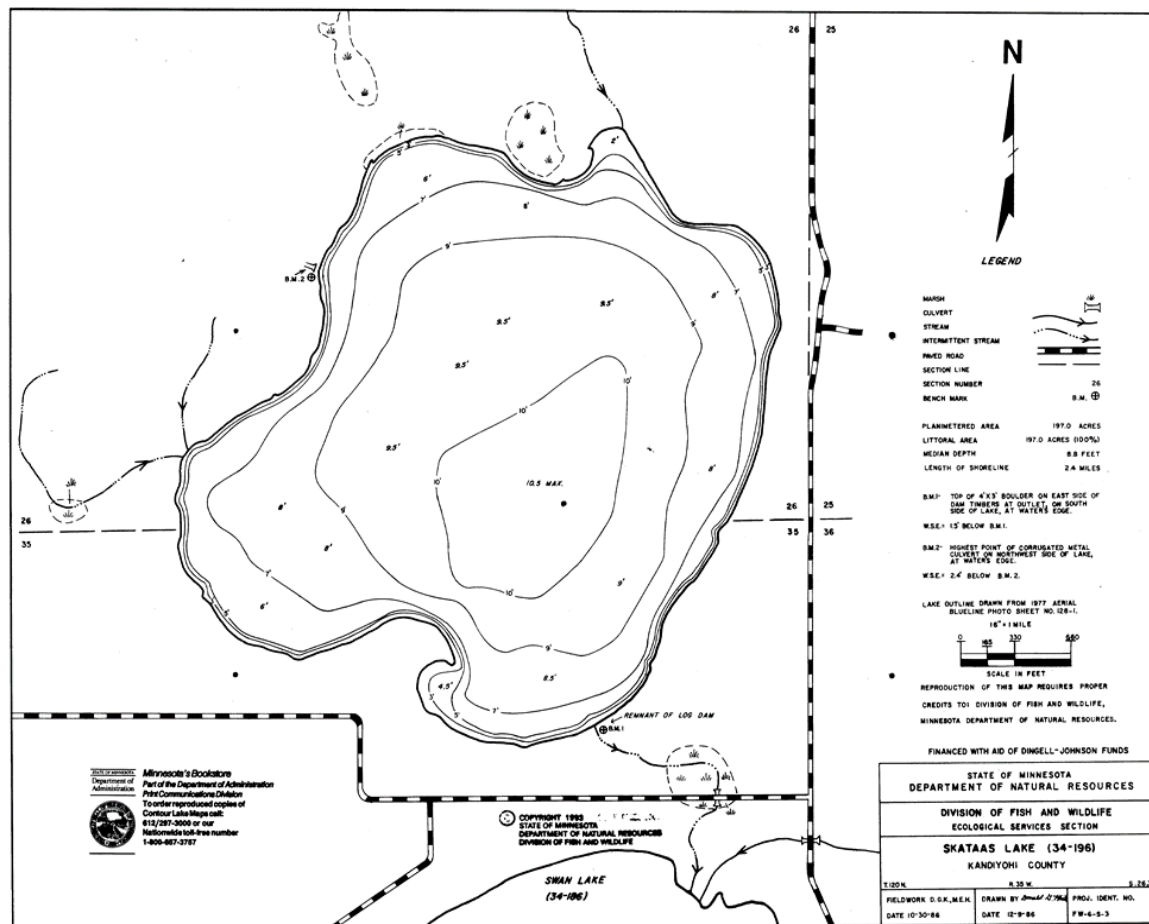 26 25
2'
5' 3'
6'
7'
8'
9'
B.M. 2
5' 3'
8' 7'
9.5'
9.5'
9'
9.5'
10'
10'
9.5'
8'
10'
10.5 MAX.
8'
9'
26
35
8'
26 25
35 36
7'
6'
5'
10'
9'
9'
8.5'
4.5'
3'
5'
7'
REMNANT OF LOG DAM
B.M.1
N
LEGEND
MARSH
CULVERT
STREAM
INTERMITTENT STREAM
PAVED ROAD
SECTION LINE
SECTION NUMBER 26
BENCH MARK B.M.
PLANIMETERED AREA 197.0 ACRES
LITTORAL AREA 197.0 ACRES (100%)
MEDIAN DEPTH 8.8 FEET
LENGTH OF SHORELINE 2.4 MILES
B.M.1- TOP OF 4'X3' BOULDER ON EAST SIDE OF
DAM TIMBERS AT OUTLET, ON SOUTH
SIDE OF LAKE, AT WATER'S EDGE.
W.S.E.= 1.5' BELOW B.M.1.
B.M.2- HIGHEST POINT OF CORRUGATED METAL
CULVERT ON NORTHWEST SIDE OF LAKE,
AT WATER'S EDGE.
W.S.E.= 2.4' BELOW B.M. 2.
LAKE OUTLINE DRAWN FROM 1977 AERIAL
BLUELINE PHOTO SHEET NO. 128-1.
16"=1 MILE
0 165 330 660
SCALE IN FEET
REPRODUCTION OF THIS MAP REQUIRES PROPER
CREDITS TO: DIVISION OF FISH AND WILDLIFE,
MINNESOTA DEPARTMENT OF NATURAL RESOURCES.
FINANCED WITH AID OF DINGELL-JOHNSON FUNDS
STATE OF MINNESOTA
DEPARTMENT OF NATURAL RESOURCES
DIVISION OF FISH AND WILDLIFE
ECOLOGICAL SERVICES SECTION
SKATAAS LAKE (34-196)
KANDIYOHI COUNTY
T.120 N. R. 35 W.
FIELDWORK D.G.K., M.E.H. DRAWN BY PROJ. IDENT. NO.
DATE 10-30-86 DATE 12-9-86 FW-6-S-3
STATE OF MINNESOTA
Department of
Administration
Minnesota's Bookstore
Part of the Department of Administration
Print Communications Division
To order reproduced copies of
Contour Lake Maps call:
612/297-3000 or our
Nationwide toll-free number
1-800-657-3757
© COPYRIGHT 1993
STATE OF MINNESOTA
DEPARTMENT OF NATURAL RESOURCES
DIVISION OF FISH AND WILDLIFE
SWAN LAKE
(34-186)